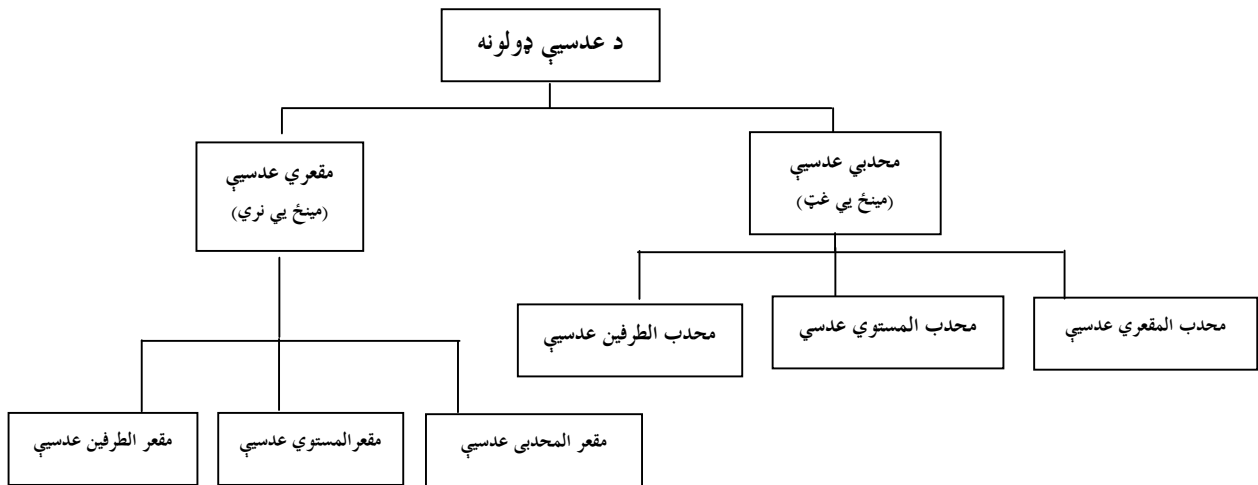 د عدسيې ډولونه
محدبي عدسيې
(مينځ يې غټ)
مقعري عدسيې
(مينځ يې نري)
محدب المقعري عدسيې
محدب المستوي عدسي
محدب الطرفين عدسيې
مقعر المحدبی عدسيې
مقعرالمستوي عدسيې
مقعر الطرفين عدسيې